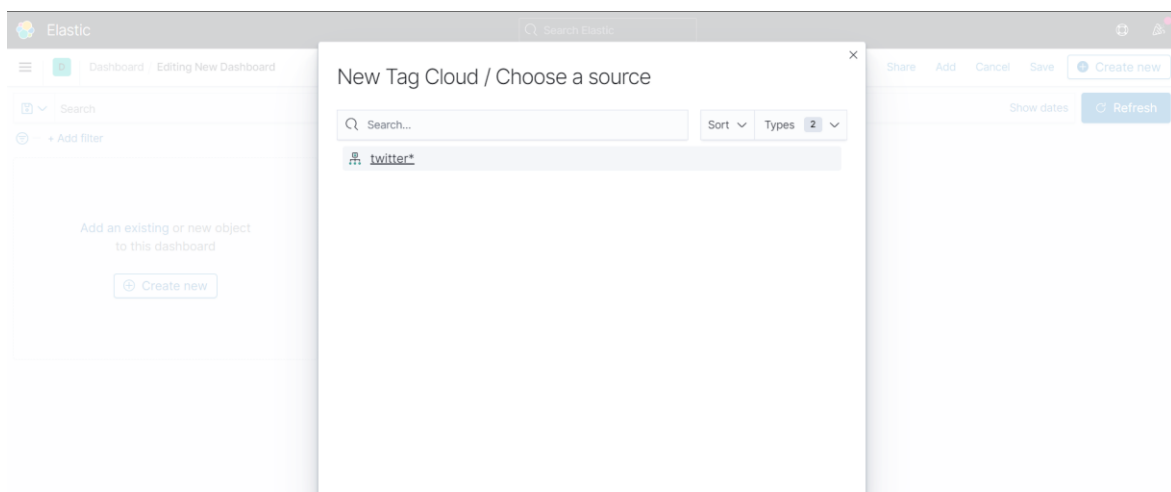 Elastic
Search Elastic
D Dashboard / Editing New Dashboard
Share Add Cancel Save Create new
Search
Show dates Refresh
+ Add filter
New Tag Cloud / Choose a source
Search...
Sort Types 2
twitter*
Add an existing or new object
to this dashboard
Create new